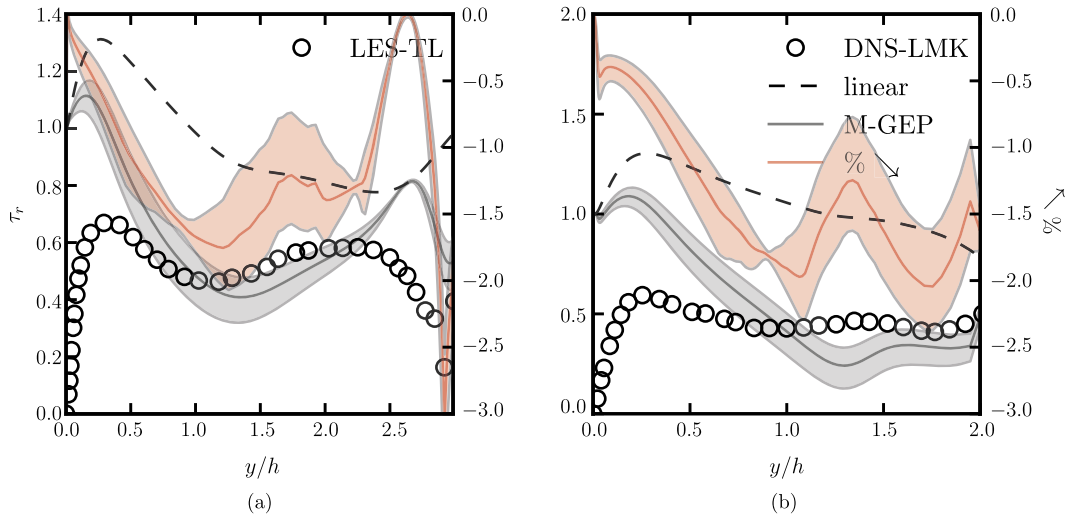 1.4
1.2
1.0
0.8
0.6
0.4
0.2
0.0
τr
0.0
−0.5
−1.0
−1.5
−2.0
−2.5
−3.0
LES-TL
0.0 0.5 1.0 1.5 2.0 2.5
y/h
(a)
2.0
1.5
1.0
0.5
0.0
0.0
−0.5
−1.0
−1.5
−2.0
−2.5
−3.0
% ↘
DNS-LMK
linear
M-GEP
% ↘
0.0 0.5 1.0 1.5 2.0
y/h
(b)